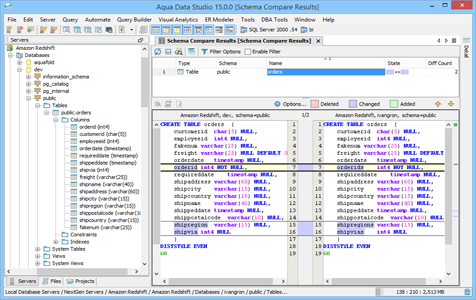 Aqua Data Studio 15.0.0 [Schema Compare Results]
File Edit Server Automate Query Builder Visual Analytics ER Modeler Tools DBA Tools Window Help
SQL Server 2000 .54 bi
Servers
Schema Compare Results [Schema Compare Results]
Filter Options Enable Filter
Type Schema Name State Diff Count
Table public orders 2
Options... Deleted Changed Added
Amazon Redshift
Databases
aquafold
dev
information_schema
pg_catalog
pg_internal
public
Tables
public.orders
Columns
orderid (int4)
customerid (char(5))
employeeid (int4)
orderdate (timestamp)
requireddate (timestamp)
shippeddate (timestamp)
shipvia (int4)
freight (varchar(25))
shipname (varchar(40))
shipaddress (varchar(60))
shipcity (varchar(15))
shipregion (varchar(15))
shippostalcode (varchar(10))
shipcountry (varchar(15))
fakenum (varchar(25))
Constraints
Indexes
System Tables
Views
System Views
Servers Files Projects
Amazon Redshift, dev, schema=public 1/2 Amazon Redshift, iwangron, schema=public
CREATE TABLE orders (
customerid char(5) NULL,
employeeid int4 NULL,
fakenum varchar(25) NULL,
freight varchar(25) NULL DEFAULT 0
orderdate timestamp NULL,
orderid int4 NOT NULL,
requireddate timestamp NULL,
shipaddress varchar(60) NULL,
shipcity varchar(15) NULL,
shipcountry varchar(15) NULL,
shipname varchar(40) NULL,
shippeddate timestamp NULL,
shippostalcode varchar(10) NULL,
shipregion varchar(15) NULL,
shipvia int4 NULL
)
DISTSTYLE EVEN
GO
CREATE TABLE orders (
customerid char(5) NULL,
employeeid int4 NULL,
fakenum varchar(25) NULL,
freight varchar(25) NULL,
orderdate timestamp NULL,
orderids int4 NOT NULL,
requireddate timestamp NULL,
shipaddress varchar(60) NULL,
shipcity varchar(15) NULL,
shipcountry varchar(15) NULL,
shipname varchar(40) NULL,
shippeddate timestamp NULL,
shippostalcode varchar(10) NULL,
shipregions varchar(15) NULL,
shipvias int4 NULL
)
DISTSTYLE EVEN
GO
Detail
Local Database Servers / NextGen Servers / Amazon Redshift / Amazon Redshift / Databases / iwangron / public / Tables...
138 : 210 : 2,513 MB